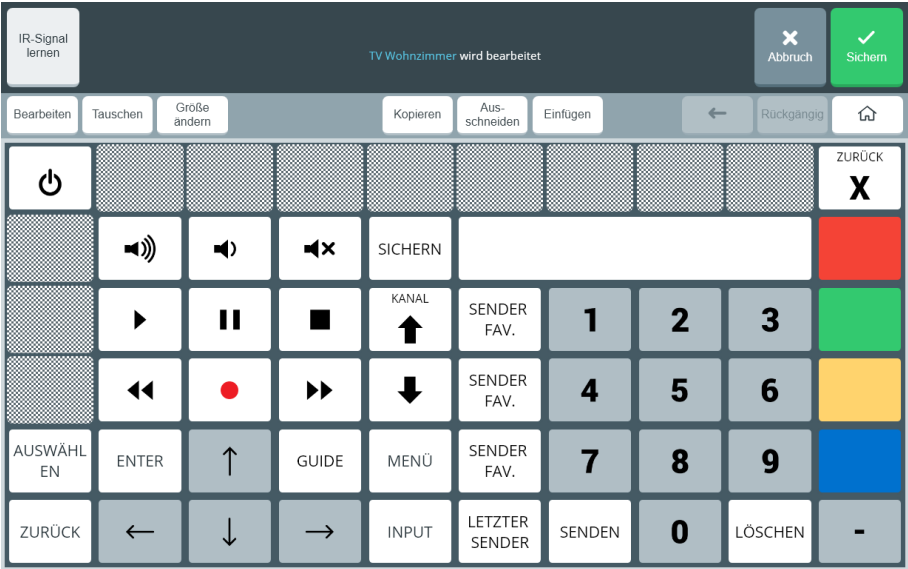 IR-Signal
lernen
TV Wohnzimmer wird bearbeitet
Abbruch
Sichern
Bearbeiten
Tauschen
Größe
ändern
Kopieren
Aus-
schneiden
Einfügen
Rückgängig
ZURÜCK
X
SICHERN
KANAL
SENDER
FAV.
1
2
3
SENDER
FAV.
4
5
6
AUSWÄHL
EN
ENTER
GUIDE
MENÜ
SENDER
FAV.
7
8
9
ZURÜCK
INPUT
LETZTER
SENDER
SENDEN
0
LÖSCHEN
-